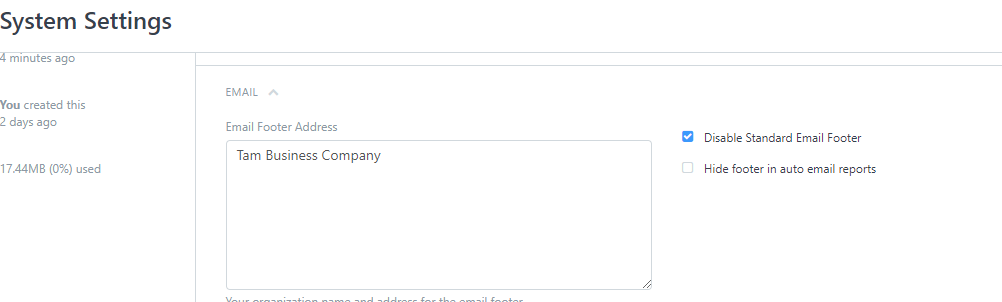 System Settings
4 minutes ago
You created this
2 days ago
17.44MB (0%) used
EMAIL
Email Footer Address
Tam Business Company
Your organization name and address for the email footer
Disable Standard Email Footer
Hide footer in auto email reports